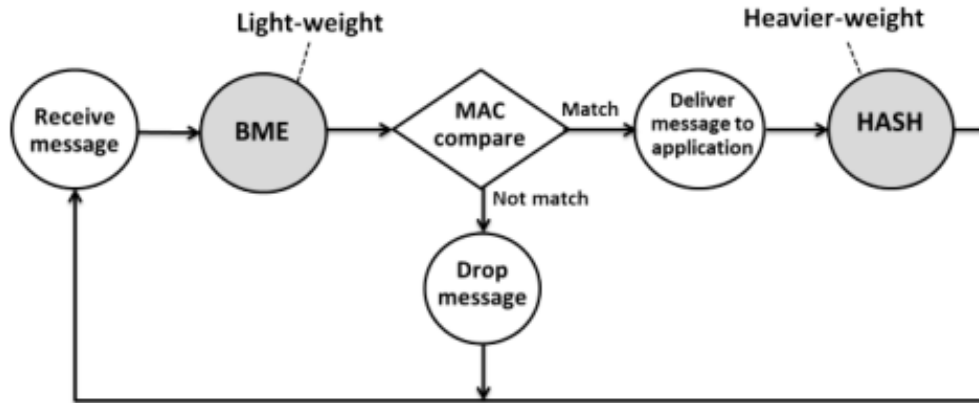 Light-weight
Heavier-weight
Receive
message
BME
MAC
compare
Match
Deliver
message to
application
HASH
Not match
Drop
message